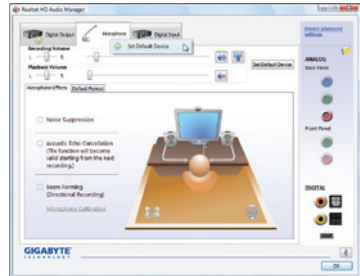 Realtek HD Audio Manager
Digital Output
Microphone
Digital Input
Device advanced
settings
Set Default Device
Recording Volume
L
R
Set Default Device
Playback Volume
L
R
ANALOG
Back Panel
Microphone Effects
Default Format
Noise Suppression
Acoustic Echo Cancellation
(The function will become
valid starting from the next
recording.)
Front Panel
Beam Forming
(Directional Recording)
Microphone Calibration
DIGITAL
GIGABYTE
TECHNOLOGY
OK